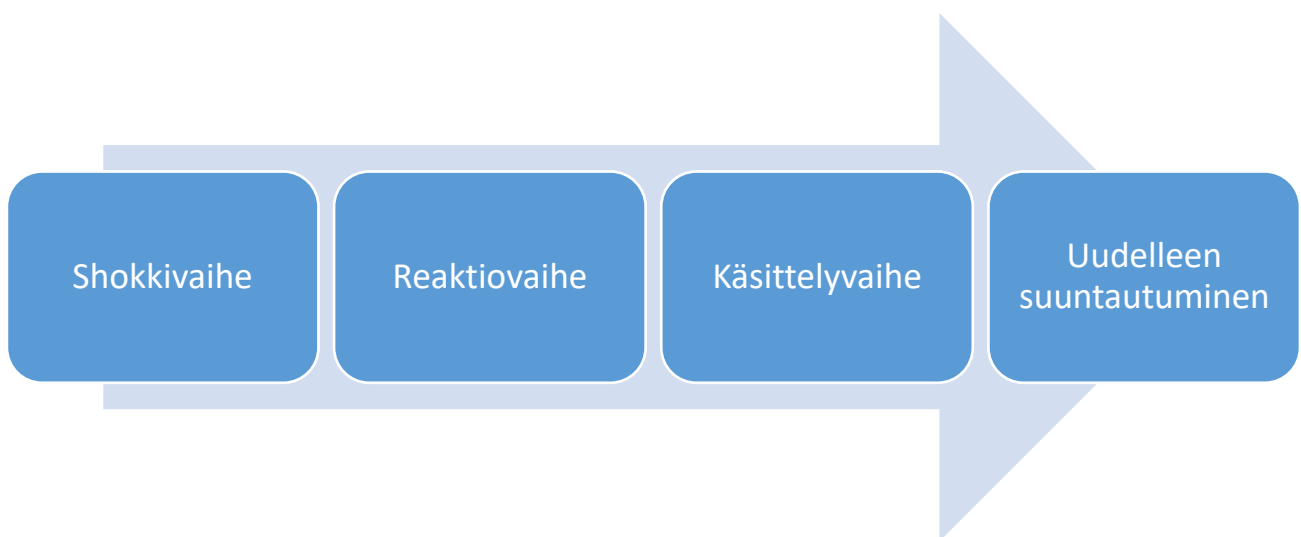 Shokkivaihe
Reaktiovaihe
Käsittelyvaihe
Uudelleen
suuntautuminen